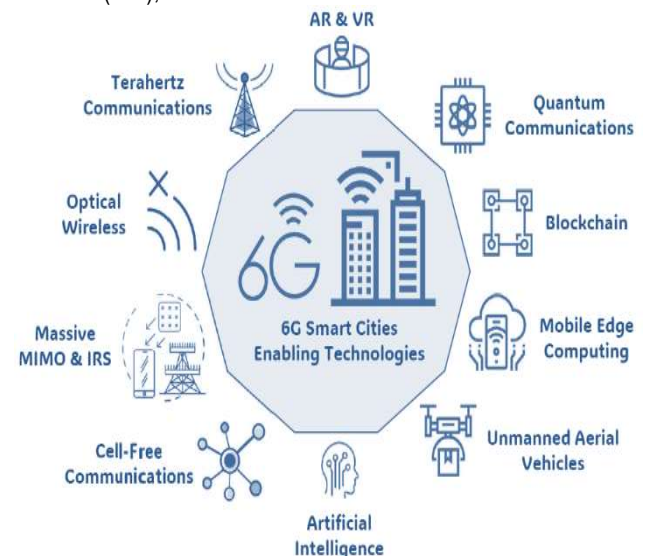 AR & VR
Terahertz
Communications
Quantum
Communications
Optical
Wireless
Blockchain
6G
6G Smart Cities
Enabling Technologies
Massive
MIMO & IRS
Mobile Edge
Computing
Cell-Free
Communications
Unmanned Aerial
Vehicles
Artificial
Intelligence